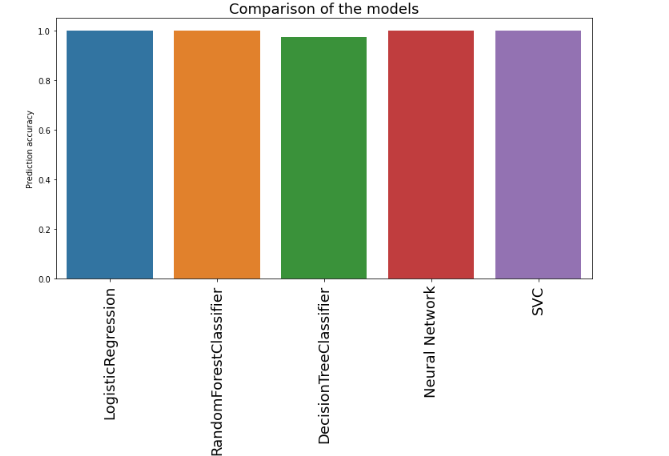 Comparison of the models
1.0
0.8
0.6
0.4
0.2
0.0
Prediction accuracy
LogisticRegression
RandomForestClassifier
DecisionTreeClassifier
Neural Network
SVC